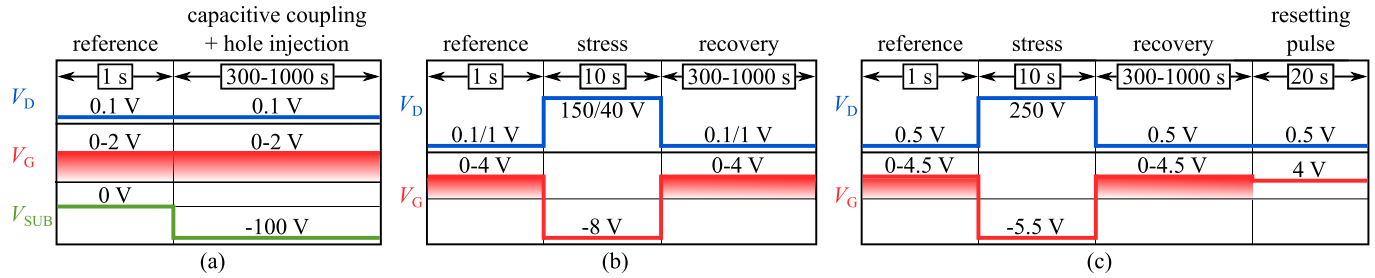 capacitive coupling
+ hole injection
reference
1 s
300-1000 s
V_D
0.1 V
0.1 V
V_G
0-2 V
0-2 V
V_SUB
0 V
-100 V
(a)
reference
stress
recovery
1 s
10 s
300-1000 s
V_D
0.1/1 V
150/40 V
0.1/1 V
V_G
0-4 V
-8 V
0-4 V
(b)
reference
stress
recovery
resetting
pulse
1 s
10 s
300-1000 s
20 s
V_D
0.5 V
250 V
0.5 V
0.5 V
V_G
0-4.5 V
-5.5 V
0-4.5 V
4 V
(c)